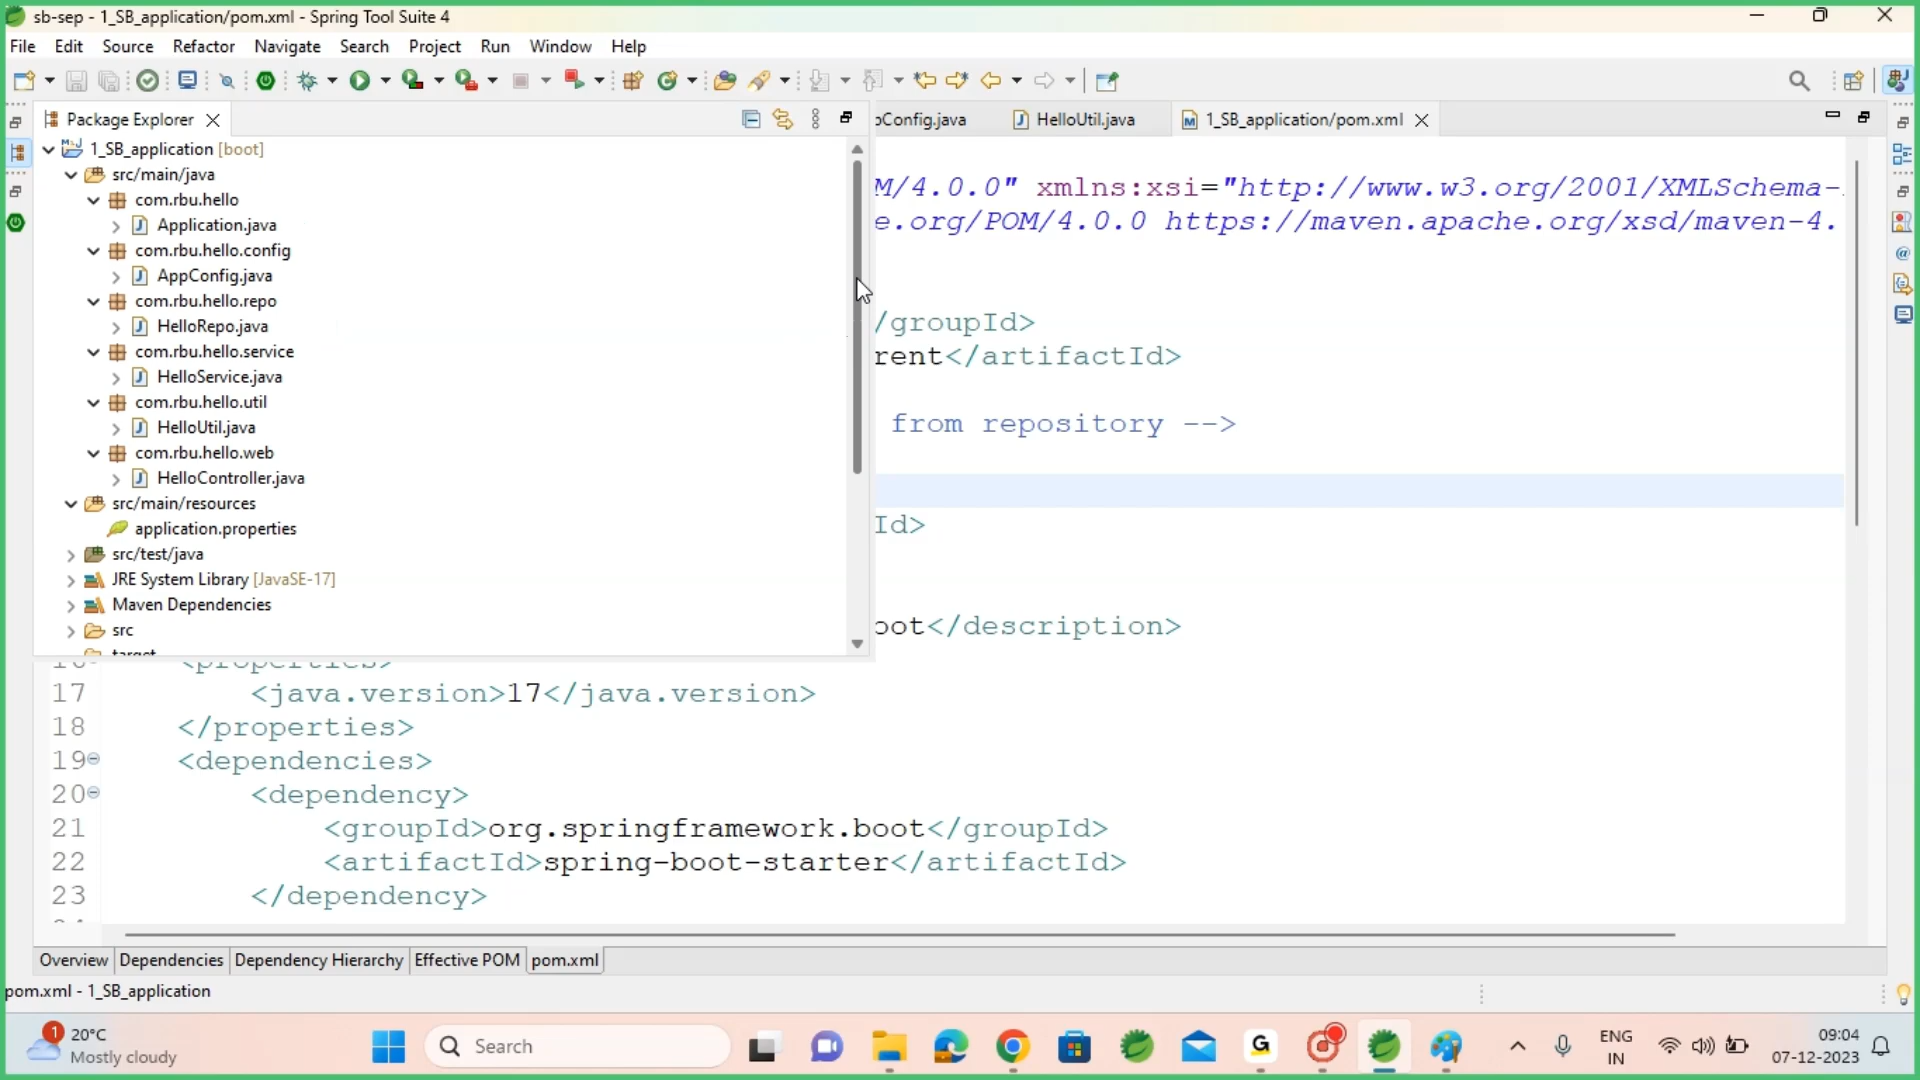 sb-sep - 1_SB_application/pom.xml - Spring Tool Suite 4
File Edit Source Refactor Navigate Search Project Run Window Help
Package Explorer
pConfig.java HelloUtil.java 1_SB_application/pom.xml
1_SB_application [boot]
src/main/java
com.rbu.hello
Application.java
com.rbu.hello.config
AppConfig.java
com.rbu.hello.repo
HelloRepo.java
com.rbu.hello.service
HelloService.java
com.rbu.hello.util
HelloUtil.java
com.rbu.hello.web
HelloController.java
src/main/resources
application.properties
src/test/java
JRE System Library [JavaSE-17]
Maven Dependencies
src
target
M/4.0.0" xmlns:xsi="http://www.w3.org/2001/XMLSchema-
e.org/POM/4.0.0 https://maven.apache.org/xsd/maven-4.
/groupId>
rent</artifactId>
from repository -->
Id>
oot</description>
16 <properties>
17 <java.version>17</java.version>
18 </properties>
19 <dependencies>
20 <dependency>
21 <groupId>org.springframework.boot</groupId>
22 <artifactId>spring-boot-starter</artifactId>
23 </dependency>
Overview Dependencies Dependency Hierarchy Effective POM pom.xml
pom.xml - 1_SB_application
1
20°C
Mostly cloudy
Search
ENG
IN
09:04
07-12-2023